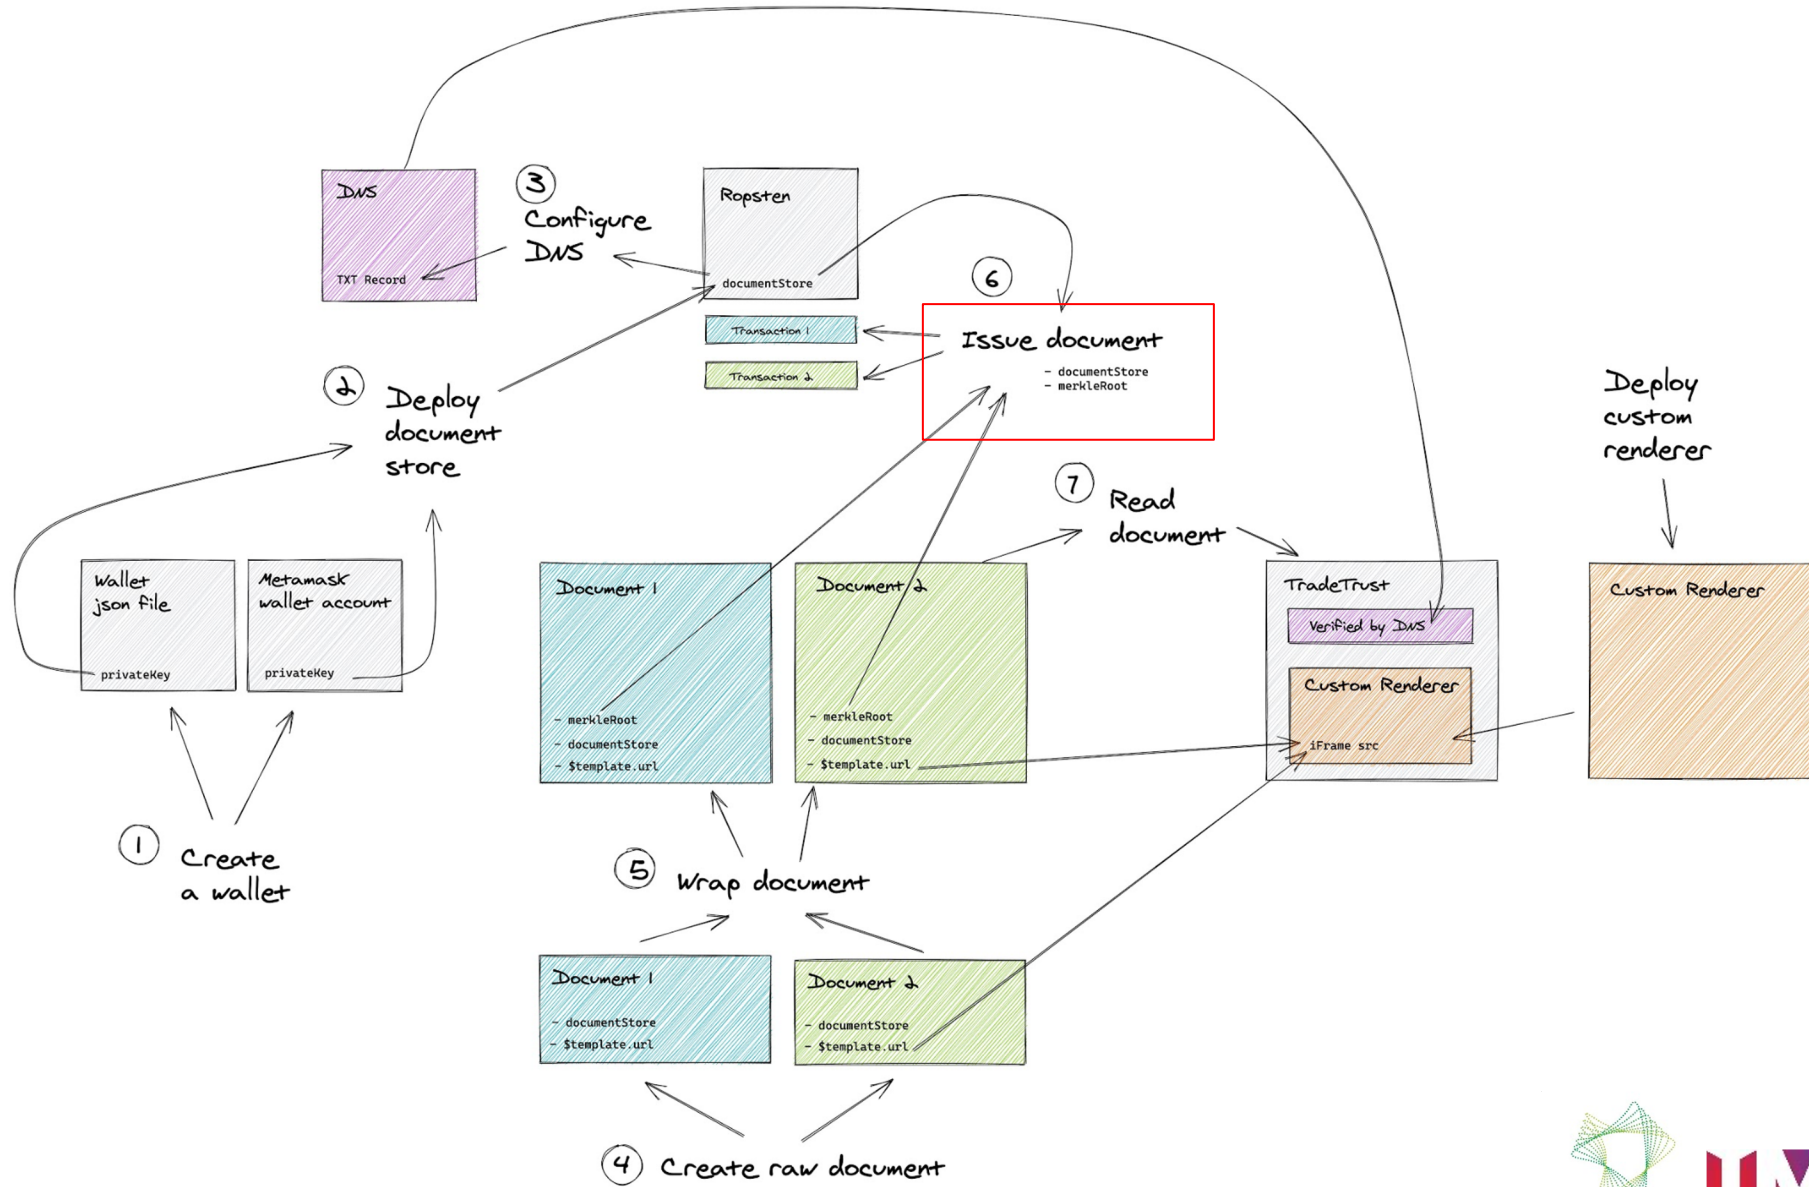 DNS
TXT Record
3
Configure
DNS
Ropsten
documentStore
Transaction 1
Transaction 2
6
Issue document
- documentStore
- merkleRoot
2
Deploy
document
store
7
Read
document
Deploy
custom
renderer
Wallet
json file
privateKey
Metamask
wallet account
privateKey
Document 1
- merkleRoot
- documentStore
- $template.url
Document 2
- merkleRoot
- documentStore
- $template.url
TradeTrust
Verified by DNS
Custom Renderer
iFrame src
Custom Renderer
1
Create
a wallet
5
Wrap document
Document 1
- documentStore
- $template.url
Document 2
- documentStore
- $template.url
4
Create raw document